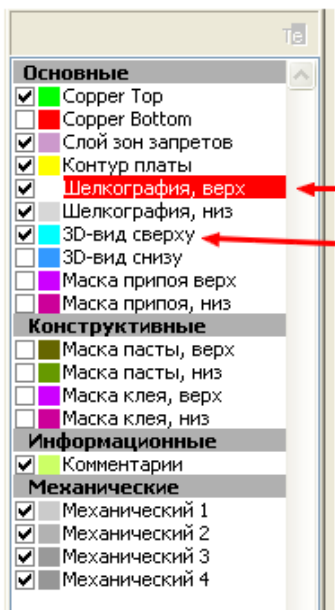 Te
Основные
Copper Top
Copper Bottom
Слой зон запретов
Контур платы
Шелкография, верх
Шелкография, низ
3D-вид сверху
3D-вид снизу
Маска припоя верх
Маска припоя, низ
Конструктивные
Маска пасты, верх
Маска пасты, низ
Маска клея, верх
Маска клея, низ
Информационные
Комментарии
Механические
Механический 1
Механический 2
Механический 3
Механический 4